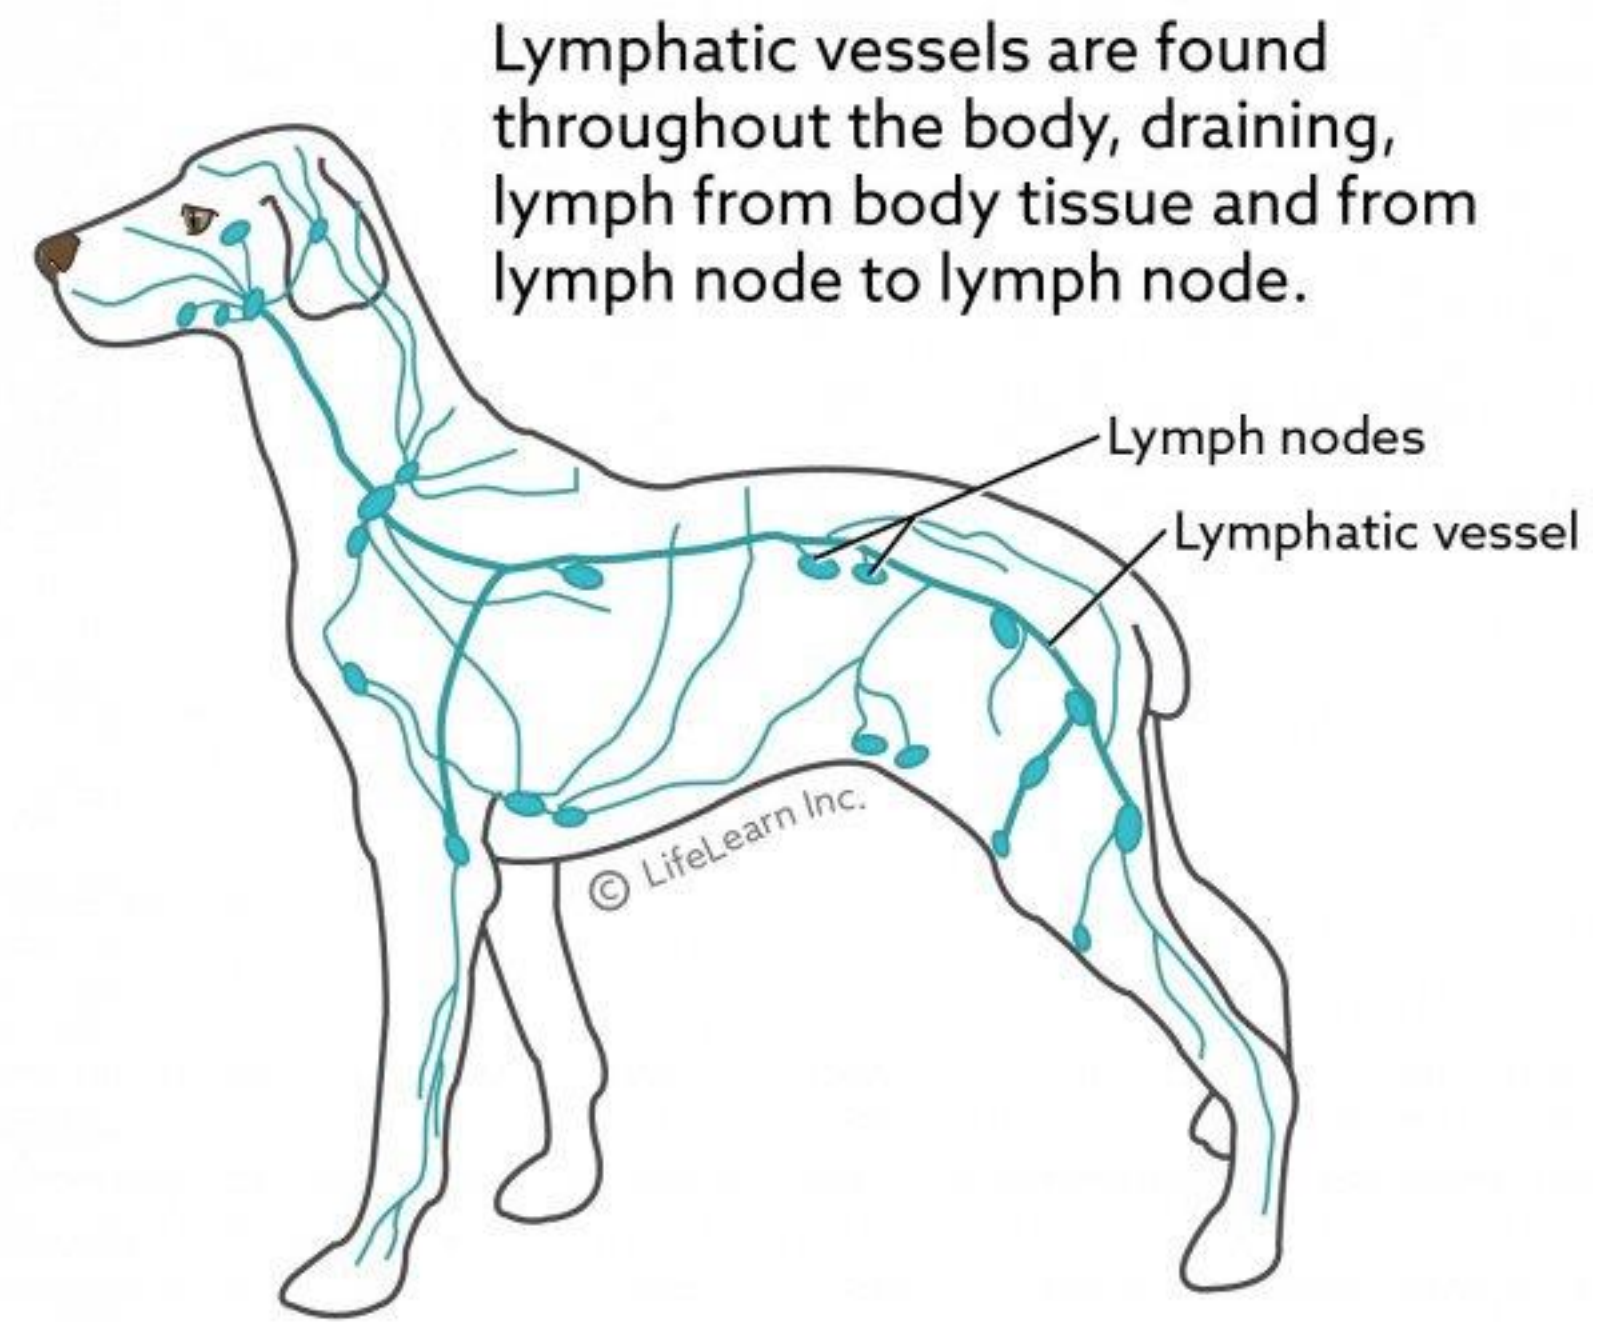 Lymphatic vessels are found
throughout the body, draining,
lymph from body tissue and from
lymph node to lymph node.
Lymph nodes
Lymphatic vessel
© LifeLearn Inc.